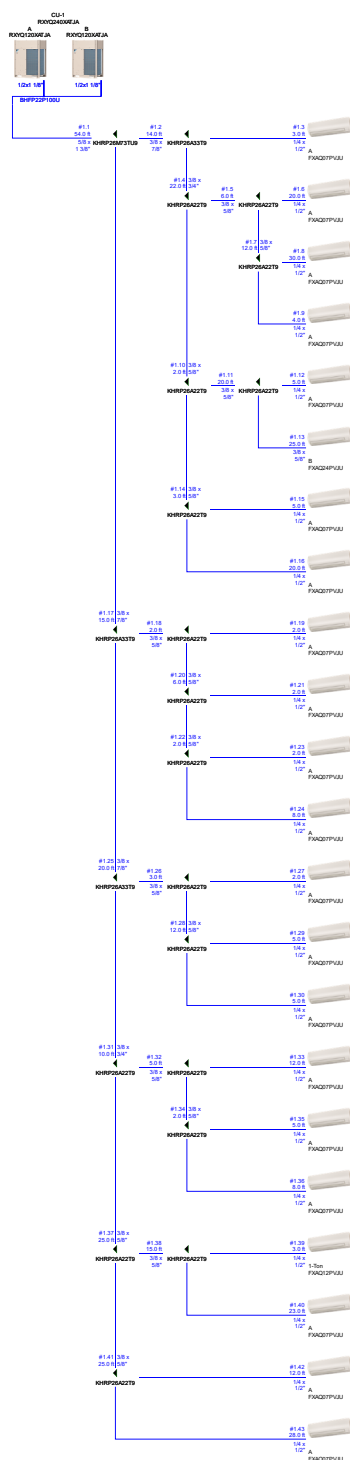 CU-1
RXYQ240XATJA
A
RXYQ120XATJA
B
RXYQ120XATJA
1/2x1 1/8"
1/2x1 1/8"
BHFP22P100U
#1.1
54.0 ft
5/8 x
1 3/8"
KHRP26M73TU9
#1.2
14.0 ft
3/8 x
7/8"
KHRP26A33T9
#1.3
3.0 ft
1/4 x
1/2"
A
FXAQ07PVJU
#1.4 3/8 x
22.0 ft 3/4"
KHRP26A22T9
#1.5
6.0 ft
3/8 x
5/8"
KHRP26A22T9
#1.6
20.0 ft
1/4 x
1/2"
A
FXAQ07PVJU
#1.7 3/8 x
12.0 ft 5/8"
KHRP26A22T9
#1.8
30.0 ft
1/4 x
1/2"
A
FXAQ07PVJU
#1.9
4.0 ft
1/4 x
1/2"
A
FXAQ07PVJU
#1.10 3/8 x
2.0 ft 5/8"
KHRP26A22T9
#1.11
20.0 ft
3/8 x
5/8"
KHRP26A22T9
#1.12
5.0 ft
1/4 x
1/2"
A
FXAQ07PVJU
#1.13
25.0 ft
3/8 x
5/8"
B
FXAQ24PVJU
#1.14 3/8 x
3.0 ft 5/8"
KHRP26A22T9
#1.15
5.0 ft
1/4 x
1/2"
A
FXAQ07PVJU
#1.16
20.0 ft
1/4 x
1/2"
A
FXAQ07PVJU
#1.17 3/8 x
15.0 ft 7/8"
KHRP26A33T9
#1.18
2.0 ft
3/8 x
5/8"
KHRP26A22T9
#1.19
2.0 ft
1/4 x
1/2"
A
FXAQ07PVJU
#1.20 3/8 x
6.0 ft 5/8"
KHRP26A22T9
#1.21
2.0 ft
1/4 x
1/2"
A
FXAQ07PVJU
#1.22 3/8 x
2.0 ft 5/8"
KHRP26A22T9
#1.23
2.0 ft
1/4 x
1/2"
A
FXAQ07PVJU
#1.24
8.0 ft
1/4 x
1/2"
A
FXAQ07PVJU
#1.25 3/8 x
20.0 ft 7/8"
KHRP26A33T9
#1.26
3.0 ft
3/8 x
5/8"
KHRP26A22T9
#1.27
2.0 ft
1/4 x
1/2"
A
FXAQ07PVJU
#1.28 3/8 x
12.0 ft 5/8"
KHRP26A22T9
#1.29
5.0 ft
1/4 x
1/2"
A
FXAQ07PVJU
#1.30
5.0 ft
1/4 x
1/2"
A
FXAQ07PVJU
#1.31 3/8 x
10.0 ft 3/4"
KHRP26A22T9
#1.32
5.0 ft
3/8 x
5/8"
KHRP26A22T9
#1.33
12.0 ft
1/4 x
1/2"
A
FXAQ07PVJU
#1.34 3/8 x
2.0 ft 5/8"
KHRP26A22T9
#1.35
5.0 ft
1/4 x
1/2"
A
FXAQ07PVJU
#1.36
8.0 ft
1/4 x
1/2"
A
FXAQ07PVJU
#1.37 3/8 x
25.0 ft 5/8"
KHRP26A22T9
#1.38
15.0 ft
3/8 x
5/8"
KHRP26A22T9
#1.39
3.0 ft
1/4 x
1/2"
1-Ton
FXAQ12PVJU
#1.40
23.0 ft
1/4 x
1/2"
A
FXAQ07PVJU
#1.41 3/8 x
25.0 ft 5/8"
KHRP26A22T9
#1.42
12.0 ft
1/4 x
1/2"
A
FXAQ07PVJU
#1.43
28.0 ft
1/4 x
1/2"
A
FXAQ07PVJU